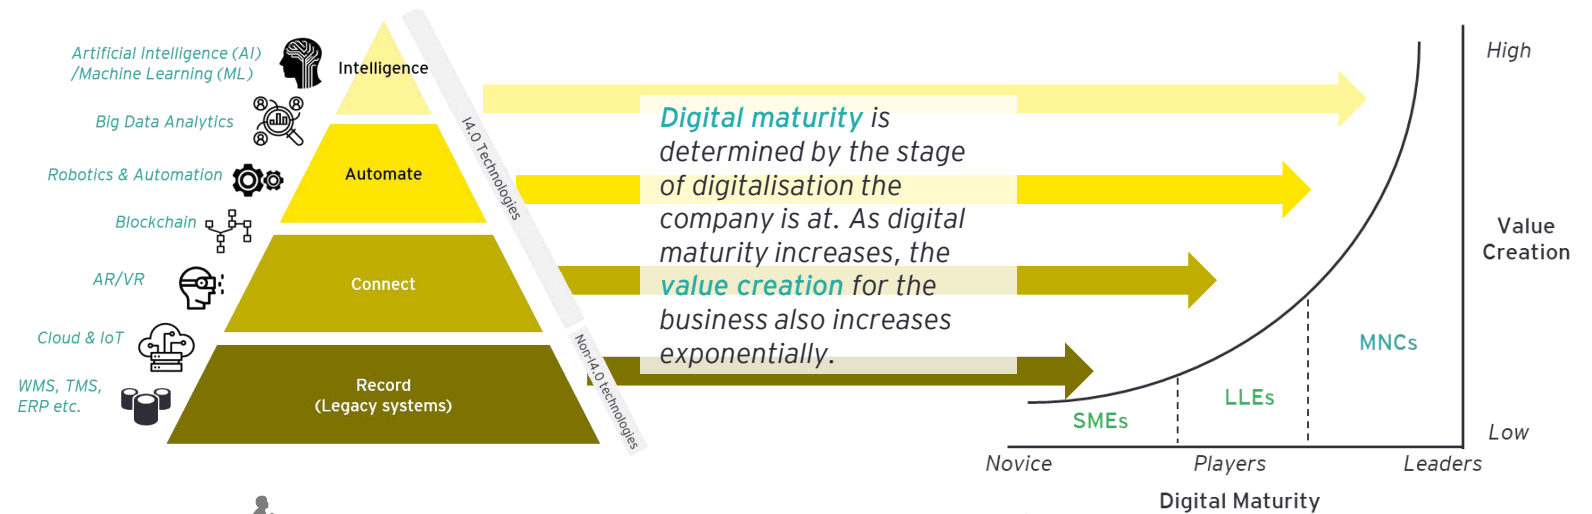 Artificial Intelligence (AI)
/Machine Learning (ML)
Big Data Analytics
Robotics & Automation
Blockchain
AR/VR
Cloud & IoT
WMS, TMS,
ERP etc.
Intelligence
Automate
Connect
Record
(Legacy systems)
I4.0 Technologies
Non-I4.0 technologies
Digital maturity is
determined by the stage
of digitalisation the
company is at. As digital
maturity increases, the
value creation for the
business also increases
exponentially.
High
Value
Creation
Low
MNCs
LLEs
SMEs
Novice
Players
Leaders
Digital Maturity